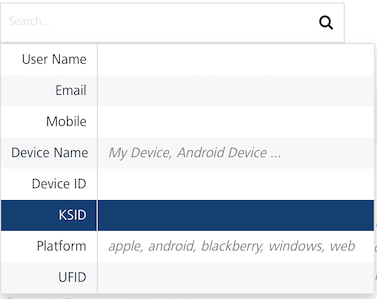 Search...
User Name
Email
Mobile
Device Name My Device, Android Device ...
Device ID
KSID
Platform apple, android, blackberry, windows, web
UFID